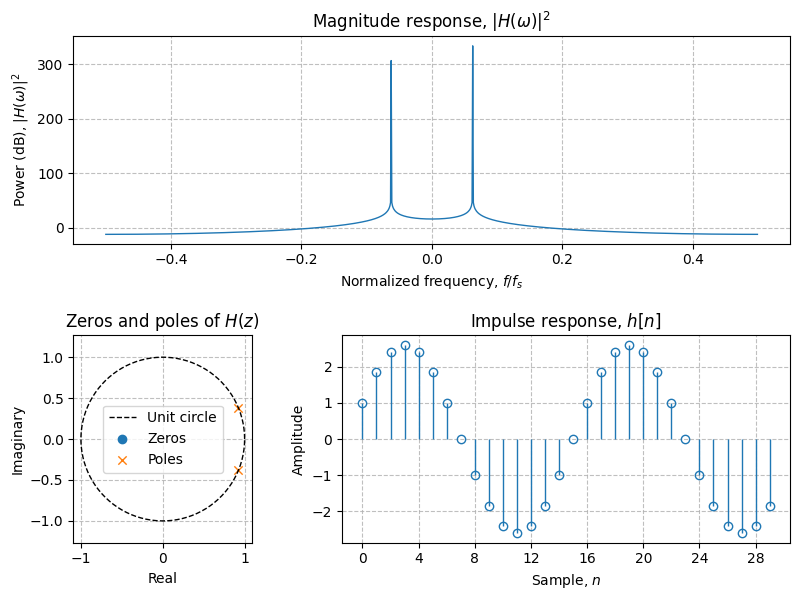 Magnitude response, |H(ω)|²
Power (dB), |H(ω)|²
300
200
100
0
−0.4
−0.2
0.0
0.2
0.4
Normalized frequency, f/fₛ
Zeros and poles of H(z)
Imaginary
1.0
0.5
0.0
−0.5
−1.0
Unit circle
Zeros
Poles
−1
0
1
Real
Impulse response, h[n]
Amplitude
2
1
0
−1
−2
0
4
8
12
16
20
24
28
Sample, n